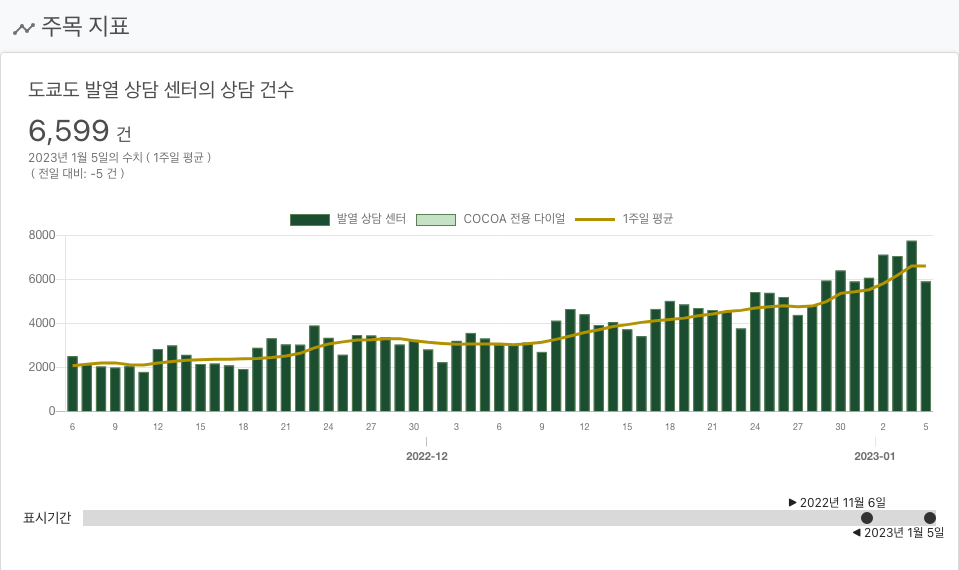 주목 지표
도쿄도 발열 상담 센터의 상담 건수
6,599 건
2023년 1월 5일의 수치 ( 1주일 평균 )
( 전일 대비: -5 건 )
발열 상담 센터 COCOA 전용 다이얼 1주일 평균
8000
6000
4000
2000
0
6 9 12 15 18 21 24 27 30 3 6 9 12 15 18 21 24 27 30 2 5
2022-12 2023-01
▶ 2022년 11월 6일
표시기간
◀ 2023년 1월 5일